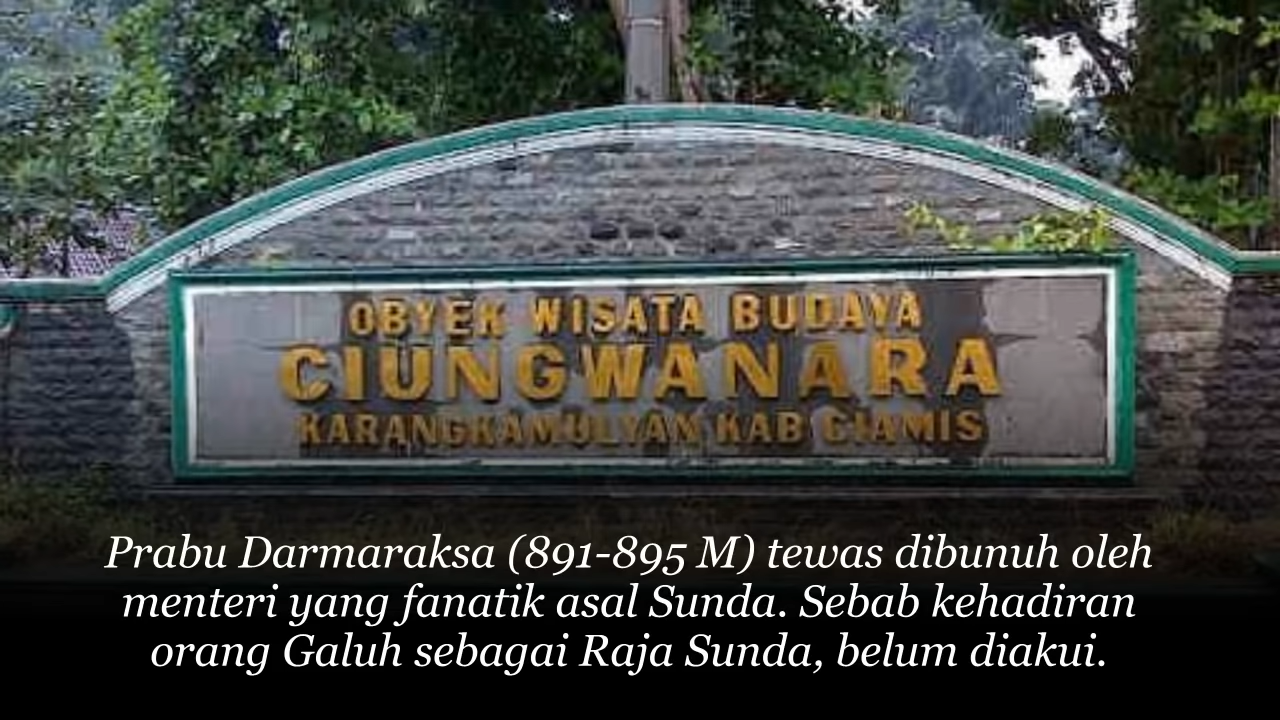 OBYEK WISATA BUDAYA
CIUNGWANARA
KARANGKAMULYAN KAB CIAMIS
Prabu Darmaraksa (891-895 M) tewas dibunuh oleh
menteri yang fanatik asal Sunda. Sebab kehadiran
orang Galuh sebagai Raja Sunda, belum diakui.